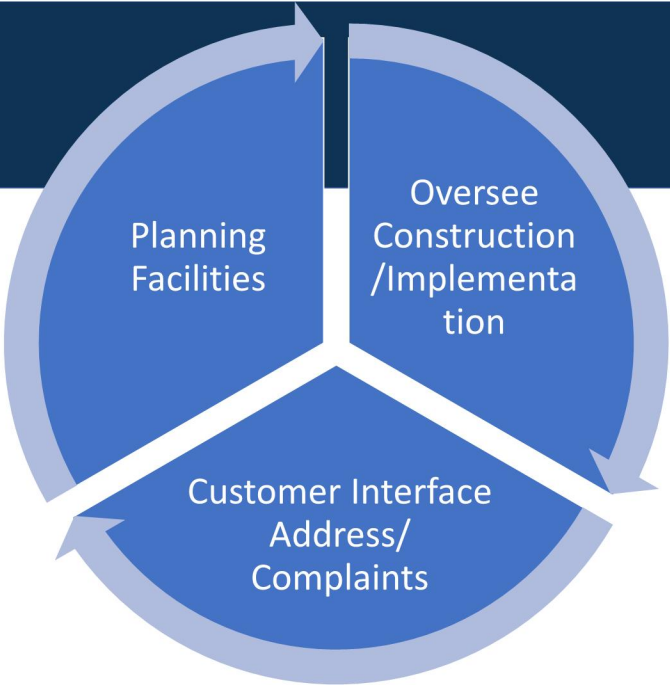 Planning
Facilities
Oversee
Construction
/Implementa
tion
Customer Interface
Address/
Complaints